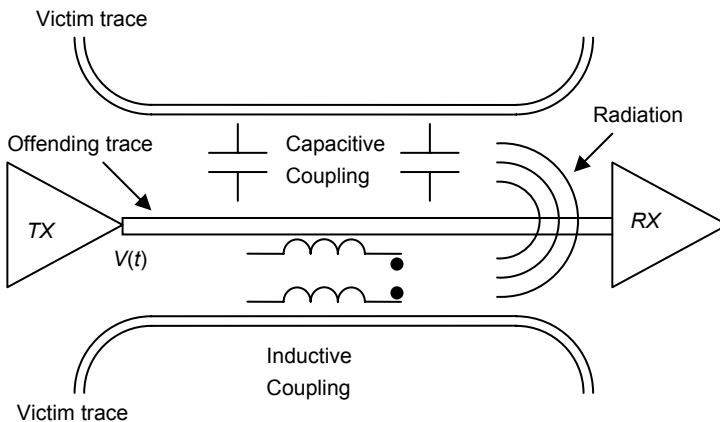 Victim trace
Radiation
Offending trace
Capacitive
Coupling
TX
RX
V(t)
Inductive
Coupling
Victim trace